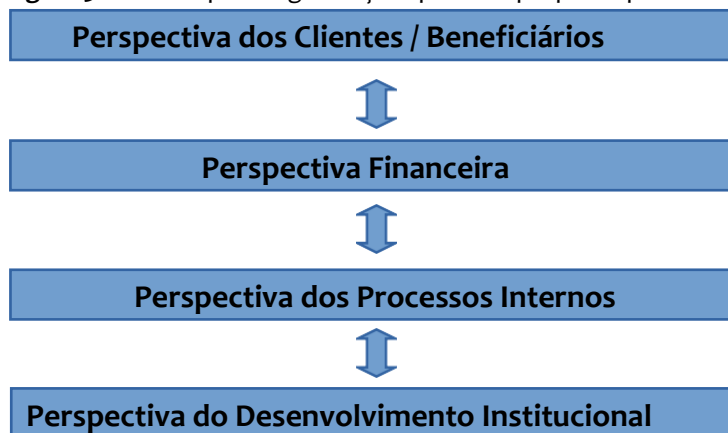 Perspectiva dos Clientes / Beneficiários
Perspectiva Financeira
Perspectiva dos Processos Internos
Perspectiva do Desenvolvimento Institucional